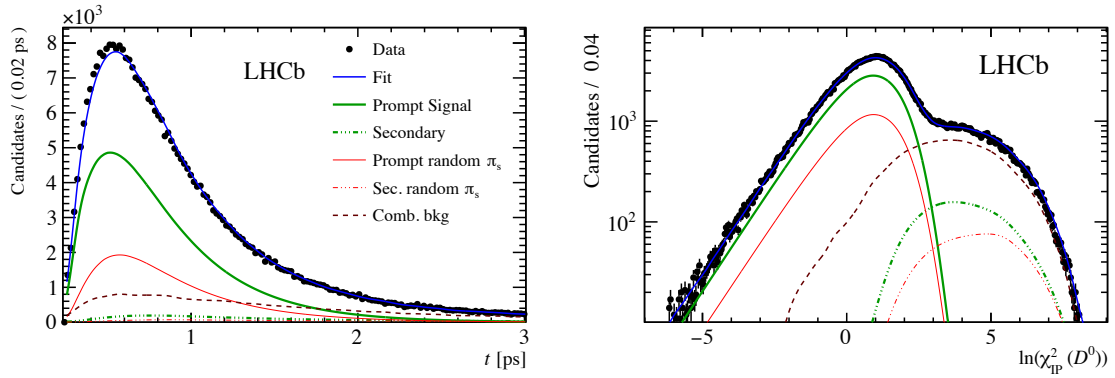 ×10³
8
7
6
5
4
3
2
1
0
Candidates / ( 0.02 ps )
LHCb
Data
Fit
Prompt Signal
Secondary
Prompt random πₛ
Sec. random πₛ
Comb. bkg
1
2
3
t [ps]
Candidates / 0.04
10³
10²
LHCb
−5
0
5
ln(χ²_IP (D⁰))